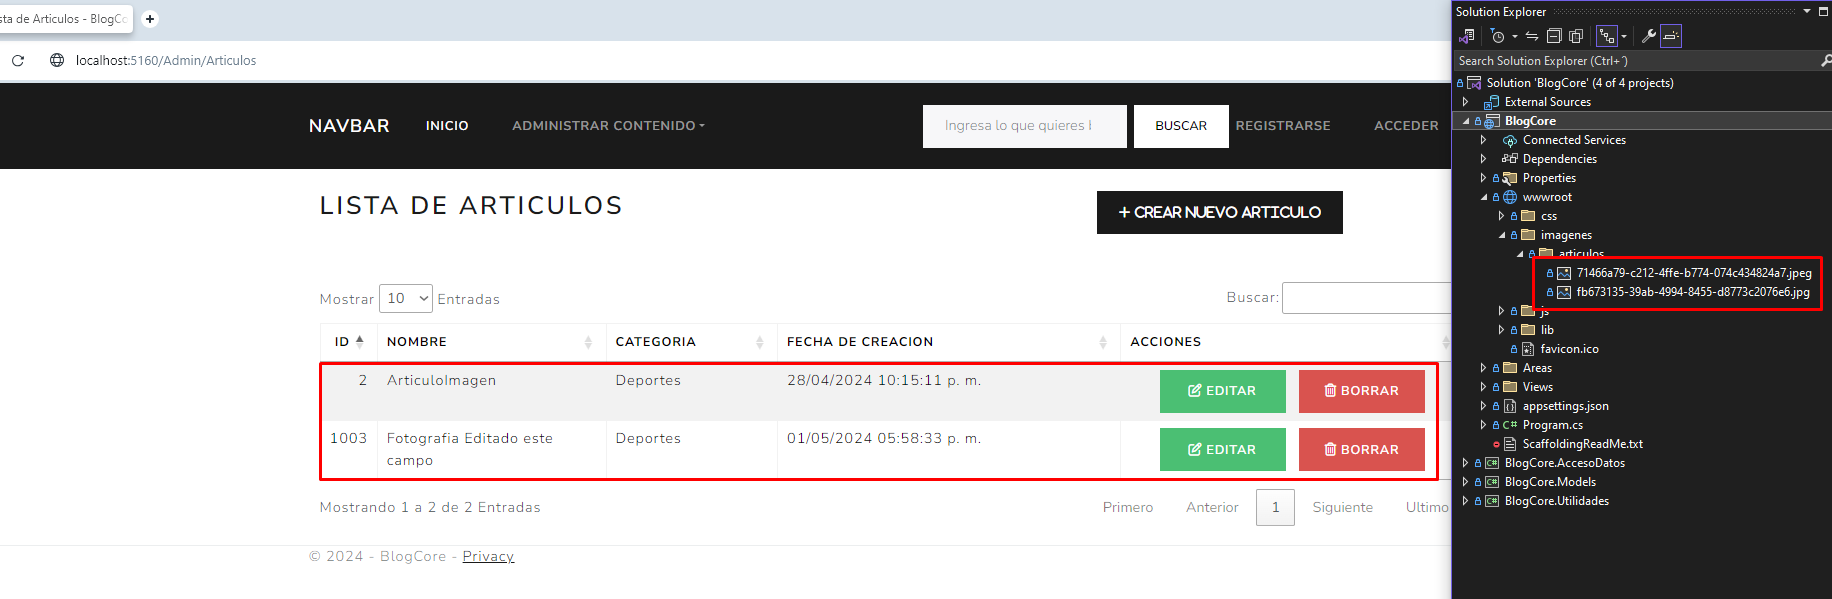 sta de Articulos - BlogCo
localhost:5160/Admin/Articulos
NAVBAR INICIO ADMINISTRAR CONTENIDO Ingresa lo que quieres BUSCAR REGISTRARSE ACCEDER
LISTA DE ARTICULOS
+ CREAR NUEVO ARTICULO
Mostrar 10 Entradas
Buscar:
ID NOMBRE CATEGORIA FECHA DE CREACION ACCIONES
2 ArticuloImagen Deportes 28/04/2024 10:15:11 p. m. EDITAR BORRAR
1003 Fotografia Editado este campo Deportes 01/05/2024 05:58:33 p. m. EDITAR BORRAR
Mostrando 1 a 2 de 2 Entradas
Primero Anterior 1 Siguiente Ultimo
© 2024 - BlogCore - Privacy
Solution Explorer
Search Solution Explorer (Ctrl+´)
Solution 'BlogCore' (4 of 4 projects)
External Sources
BlogCore
Connected Services
Dependencies
Properties
wwwroot
css
imagenes
articulos
71466a79-c212-4ffe-b774-074c434824a7.jpeg
fb673135-39ab-4994-8455-d8773c2076e6.jpg
js
lib
favicon.ico
Areas
Views
appsettings.json
C# Program.cs
ScaffoldingReadMe.txt
C# BlogCore.AccesoDatos
C# BlogCore.Models
C# BlogCore.Utilidades